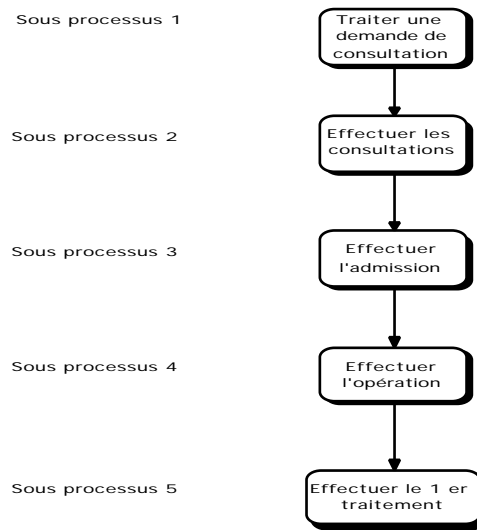 Sous processus 1
Traiter une
demande de
consultation
Sous processus 2
Effectuer les
consultations
Sous processus 3
Effectuer
l'admission
Sous processus 4
Effectuer
l'opération
Sous processus 5
Effectuer le 1 er
traitement